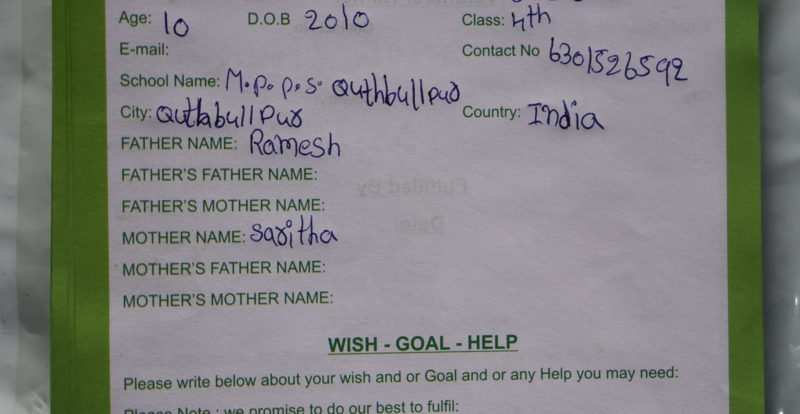 Age: 10 D.O.B 2010 Class: 4th
E-mail: Contact No 6301526592
School Name: M.P.P.S. Quthbullpur
City: Qutbullpur Country: India
FATHER NAME: Ramesh
FATHER'S FATHER NAME:
FATHER'S MOTHER NAME:
MOTHER NAME: Saritha
MOTHER'S FATHER NAME:
MOTHER'S MOTHER NAME:
WISH - GOAL - HELP
Please write below about your wish and or Goal and or any Help you may need:
Please Note : we promise to do our best to fulfil: